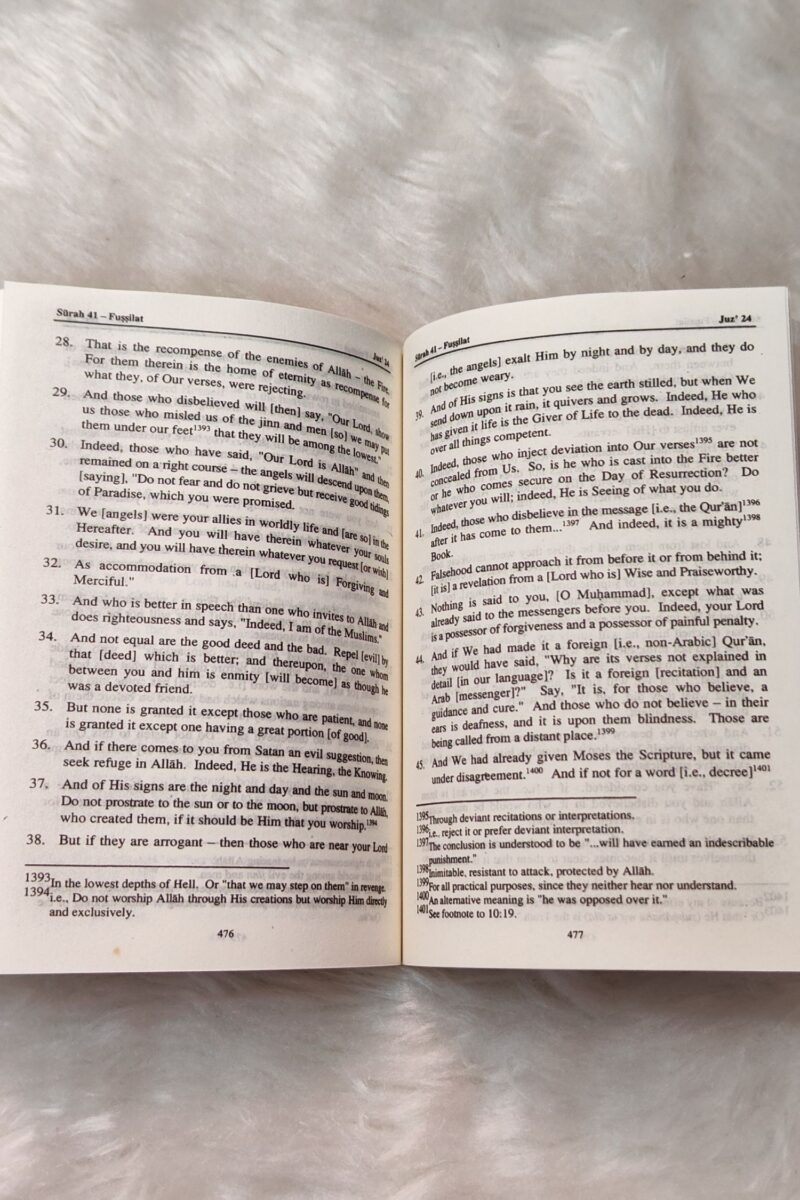 Sūrah 41 – Fuṣṣilat
Juz' 24
28. That is the recompense of the enemies of Allāh – the Fire.
For them therein is the home of eternity as recompense for
what they, of Our verses, were rejecting.
29. And those who disbelieved will [then] say, "Our Lord, show
us those who misled us of the jinn and men [so] we may put
them under our feet1393 that they will be among the lowest."
30. Indeed, those who have said, "Our Lord is Allāh" and then
remained on a right course – the angels will descend upon them,
[saying], "Do not fear and do not grieve but receive good tidings
of Paradise, which you were promised.
31. We [angels] were your allies in worldly life and [are so] in the
Hereafter. And you will have therein whatever your souls
desire, and you will have therein whatever you request [or wish]
32. As accommodation from a [Lord who is] Forgiving and
Merciful."
33. And who is better in speech than one who invites to Allāh and
does righteousness and says, "Indeed, I am of the Muslims."
34. And not equal are the good deed and the bad. Repel [evil] by
that [deed] which is better; and thereupon, the one whom
between you and him is enmity [will become] as though he
was a devoted friend.
35. But none is granted it except those who are patient, and none
is granted it except one having a great portion [of good].
36. And if there comes to you from Satan an evil suggestion, then
seek refuge in Allāh. Indeed, He is the Hearing, the Knowing.
37. And of His signs are the night and day and the sun and moon.
Do not prostrate to the sun or to the moon, but prostrate to Allāh,
who created them, if it should be Him that you worship.1394
38. But if they are arrogant – then those who are near your Lord
1393In the lowest depths of Hell. Or "that we may step on them" in revenge.
1394i.e., Do not worship Allāh through His creations but worship Him directly
and exclusively.
476
Sūrah 41 – Fuṣṣilat
Juz' 24
[i.e., the angels] exalt Him by night and by day, and they do
not become weary.
39. And of His signs is that you see the earth stilled, but when We
send down upon it rain, it quivers and grows. Indeed, He who
has given it life is the Giver of Life to the dead. Indeed, He is
over all things competent.
40. Indeed, those who inject deviation into Our verses1395 are not
concealed from Us. So, is he who is cast into the Fire better
or he who comes secure on the Day of Resurrection? Do
whatever you will; indeed, He is Seeing of what you do.
41. Indeed, those who disbelieve in the message [i.e., the Qur'ān]1396
after it has come to them...1397 And indeed, it is a mighty1398
Book.
42. Falsehood cannot approach it from before it or from behind it;
[it is] a revelation from a [Lord who is] Wise and Praiseworthy.
43. Nothing is said to you, [O Muḥammad], except what was
already said to the messengers before you. Indeed, your Lord
is a possessor of forgiveness and a possessor of painful penalty.
44. And if We had made it a foreign [i.e., non-Arabic] Qur'ān,
they would have said, "Why are its verses not explained in
detail [in our language]? Is it a foreign [recitation] and an
Arab [messenger]?" Say, "It is, for those who believe, a
guidance and cure." And those who do not believe – in their
ears is deafness, and it is upon them blindness. Those are
being called from a distant place.1399
45. And We had already given Moses the Scripture, but it came
under disagreement.1400 And if not for a word [i.e., decree]1401
1395Through deviant recitations or interpretations.
1396i.e., reject it or prefer deviant interpretation.
1397The conclusion is understood to be "...will have earned an indescribable
punishment."
1398Inimitable, resistant to attack, protected by Allāh.
1399For all practical purposes, since they neither hear nor understand.
1400An alternative meaning is "he was opposed over it."
1401See footnote to 10:19.
477